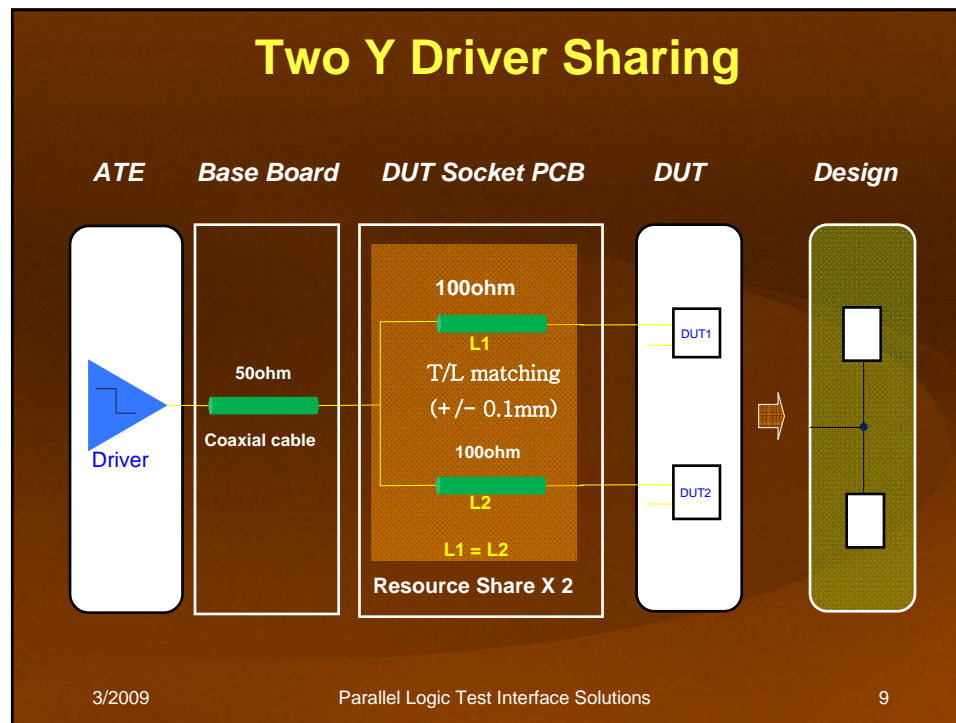 Two Y Driver Sharing
ATE
Base Board
DUT Socket PCB
DUT
Design
Driver
50ohm
Coaxial cable
100ohm
L1
T/L matching
(+/- 0.1mm)
100ohm
L2
L1 = L2
Resource Share X 2
DUT1
DUT2
3/2009
Parallel Logic Test Interface Solutions
9